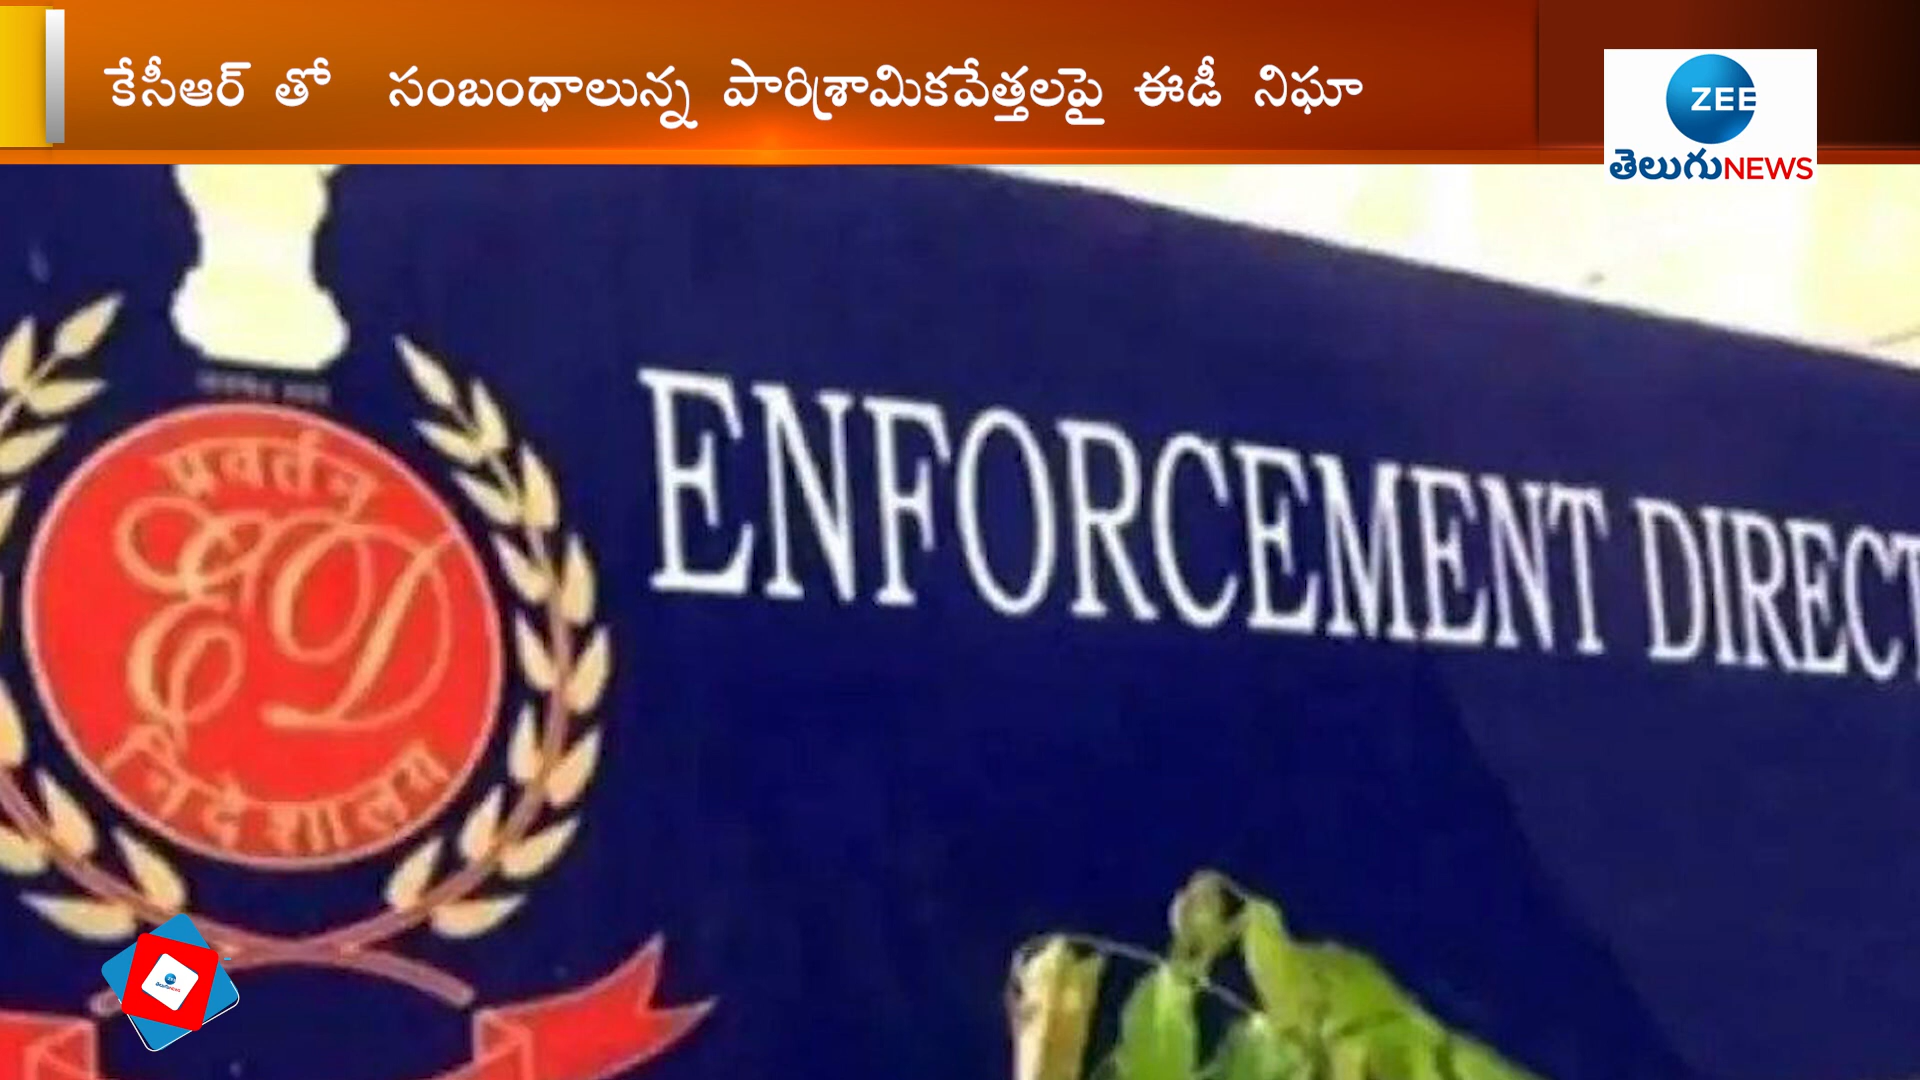 కేసీఆర్ తో సంబంధాలున్న పారిశ్రామికవేత్తలపై ఈడీ నిఘా
ZEE
తెలుగు NEWS
ENFORCEMENT DIRECT
प्रवर्तन
ED
निदेशालय